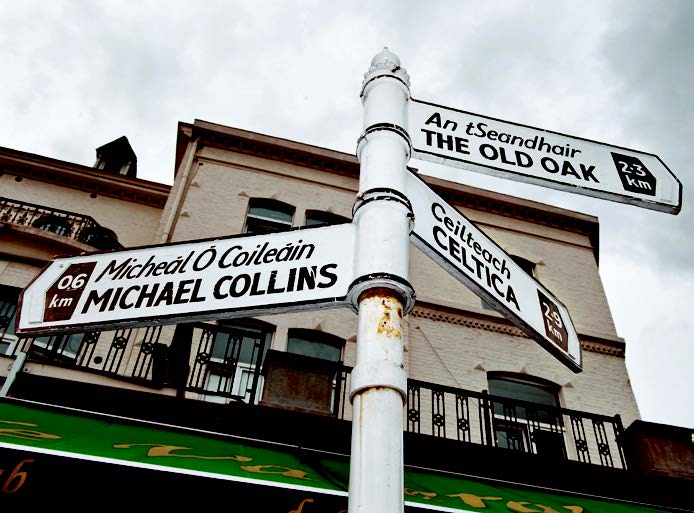 An tSeandhair
THE OLD OAK
2.3
km
Ceilteach
CELTICA
2.9
km
0.6
km
Micheál Ó Coileáin
MICHAEL COLLINS